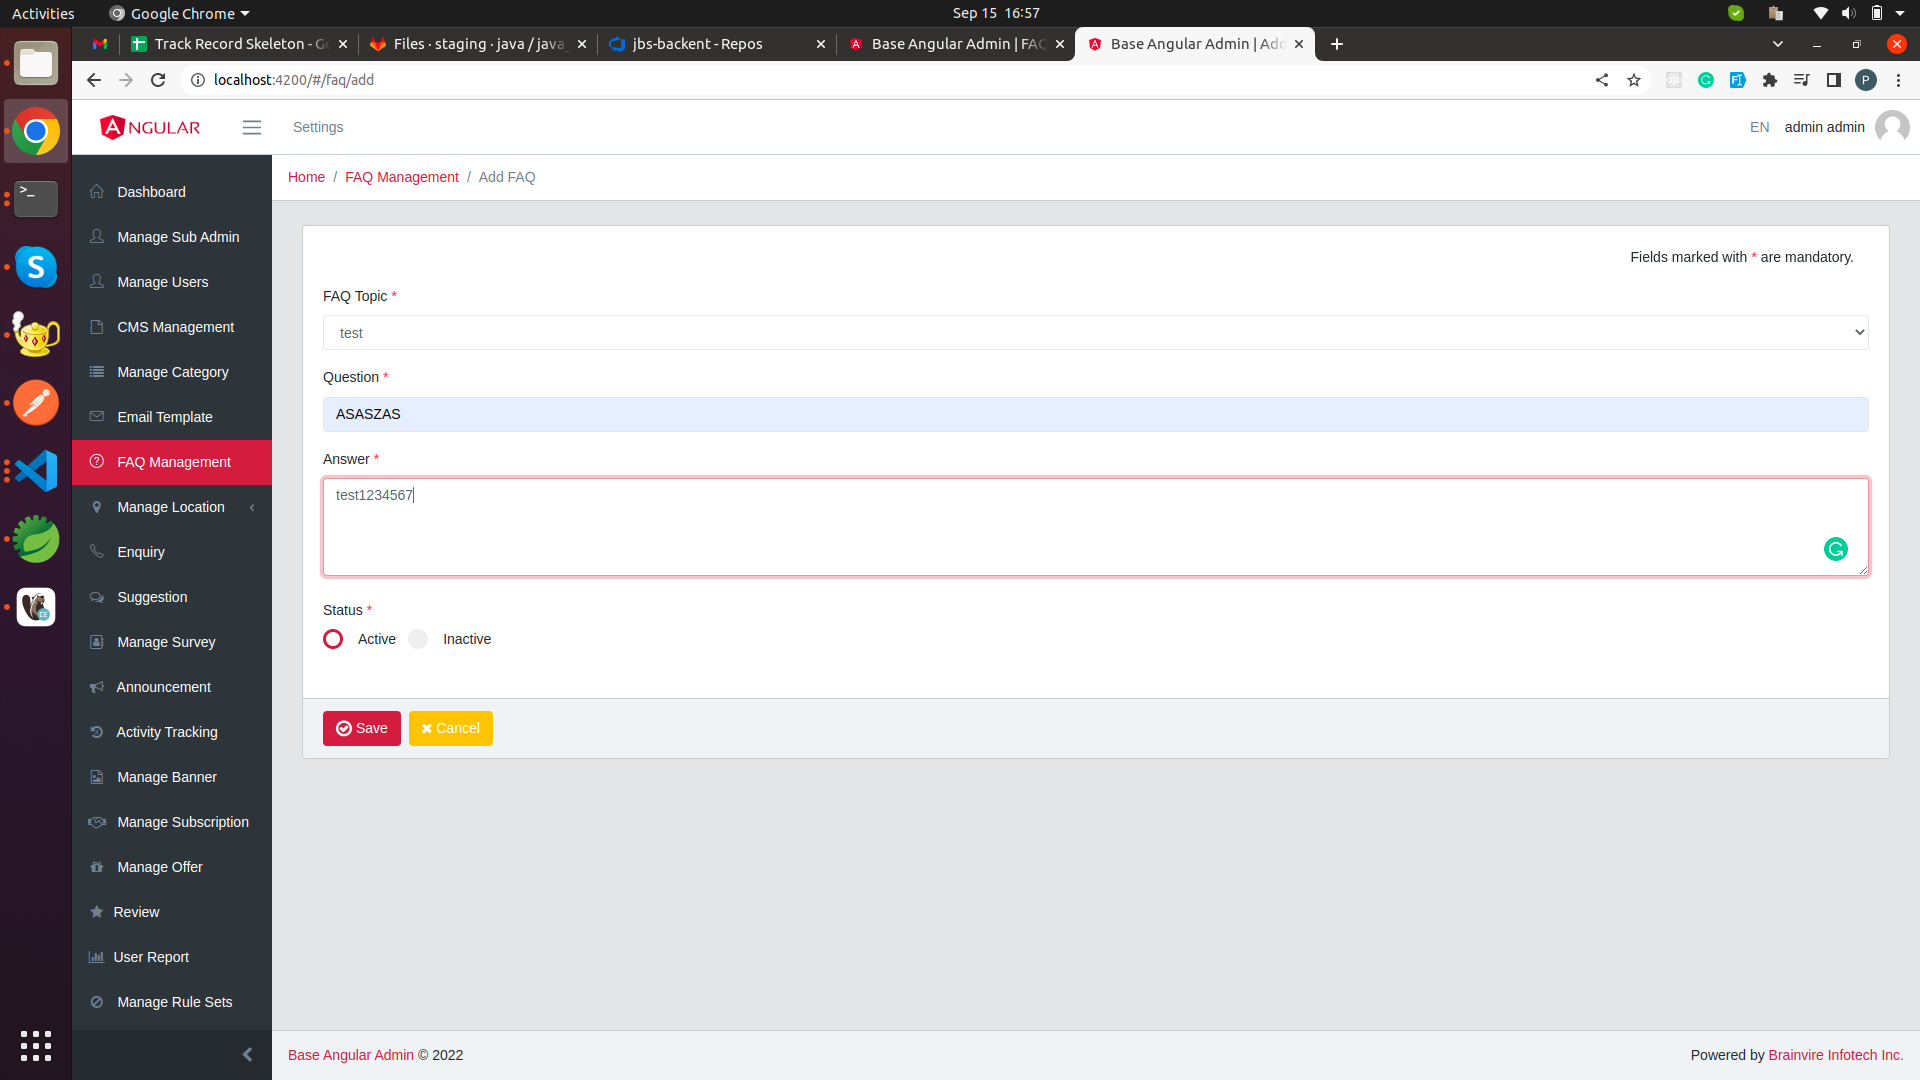 Activities
Google Chrome
Sep 15 16:57
Track Record Skeleton - Go
Files · staging · java / java_
jbs-backent - Repos
Base Angular Admin | FAQ
Base Angular Admin | Add
localhost:4200/#/faq/add
P
NGULAR
Settings
EN
admin admin
Dashboard
Manage Sub Admin
Manage Users
CMS Management
Manage Category
Email Template
FAQ Management
Manage Location
Enquiry
Suggestion
Manage Survey
Announcement
Activity Tracking
Manage Banner
Manage Subscription
Manage Offer
Review
User Report
Manage Rule Sets
Home / FAQ Management / Add FAQ
Fields marked with * are mandatory.
FAQ Topic *
test
Question *
ASASZAS
Answer *
test1234567
Status *
Active
Inactive
Save
Cancel
Base Angular Admin © 2022
Powered by Brainvire Infotech Inc.